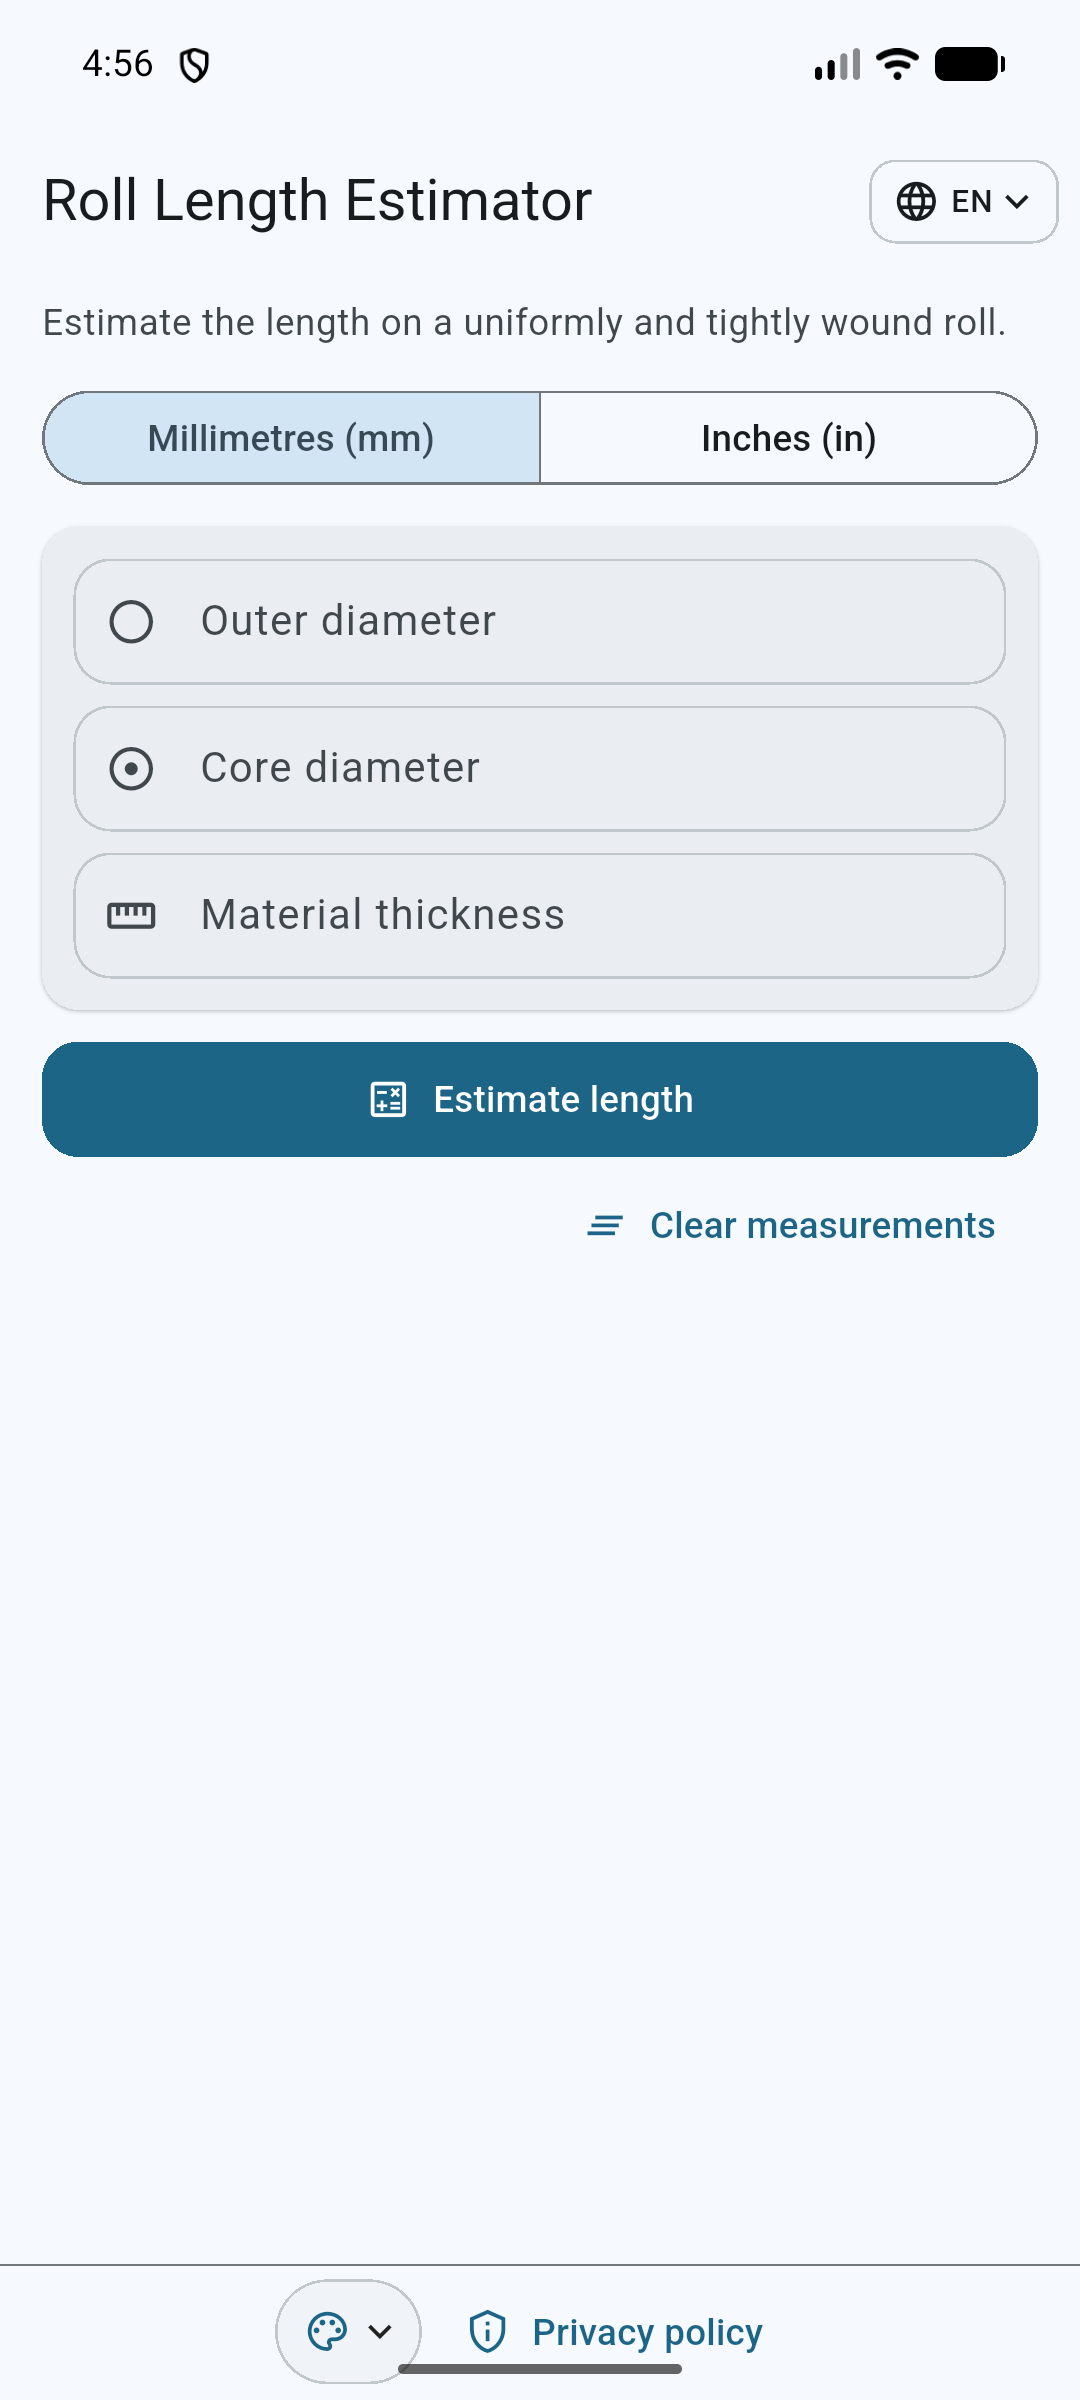 4:56
Roll Length Estimator
EN
Estimate the length on a uniformly and tightly wound roll.
Millimetres (mm)
Inches (in)
Outer diameter
Core diameter
Material thickness
Estimate length
Clear measurements
Privacy policy